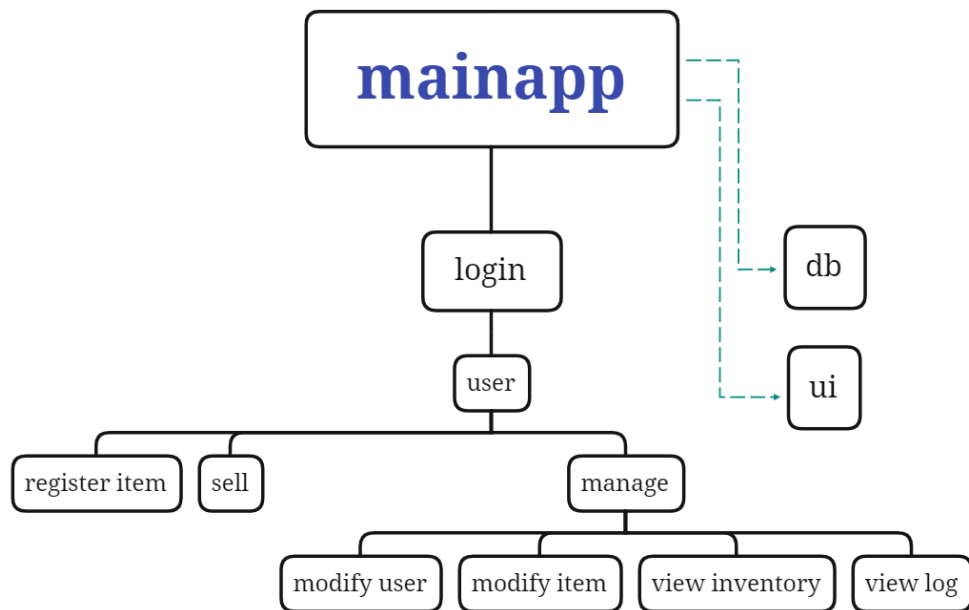 mainapp
login
db
user
ui
register item
sell
manage
modify user
modify item
view inventory
view log